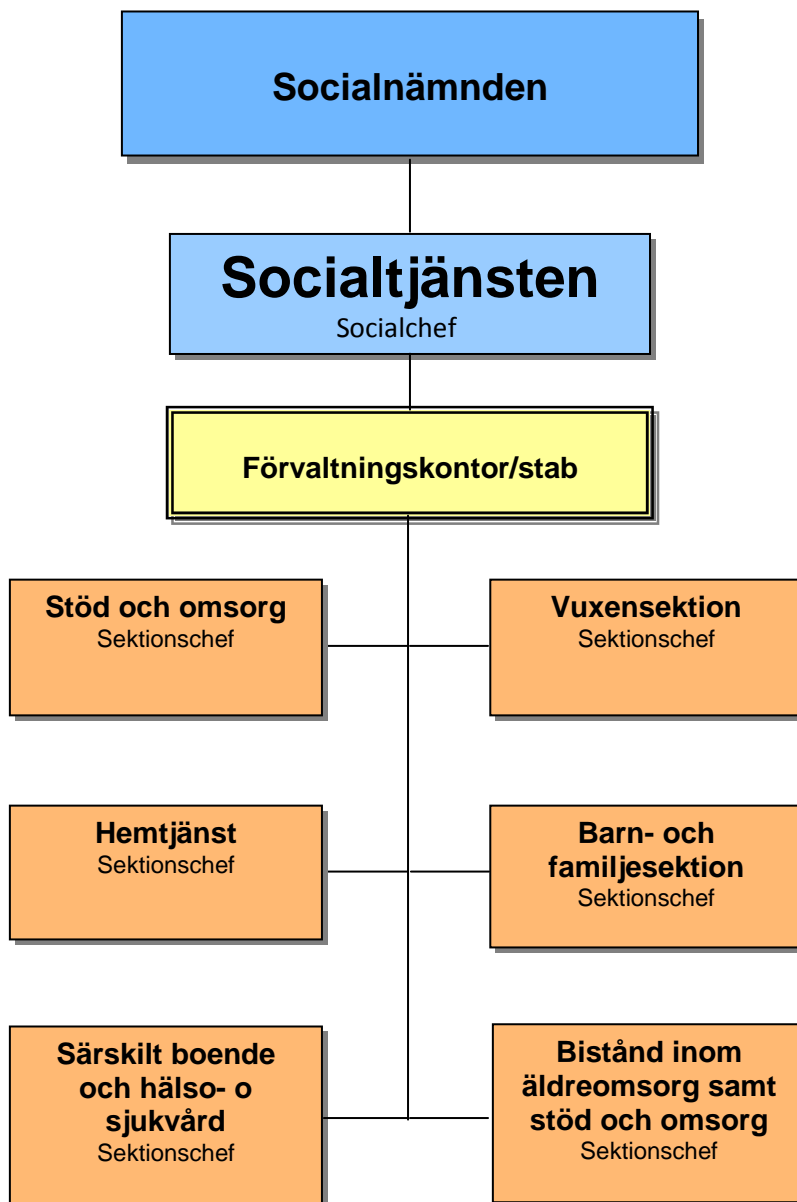 Socialnämnden
Socialtjänsten
Socialchef
Förvaltningskontor/stab
Stöd och omsorg
Sektionschef
Vuxensektion
Sektionschef
Hemtjänst
Sektionschef
Barn- och
familjesektion
Sektionschef
Särskilt boende
och hälso- o
sjukvård
Sektionschef
Bistånd inom
äldreomsorg samt
stöd och omsorg
Sektionschef